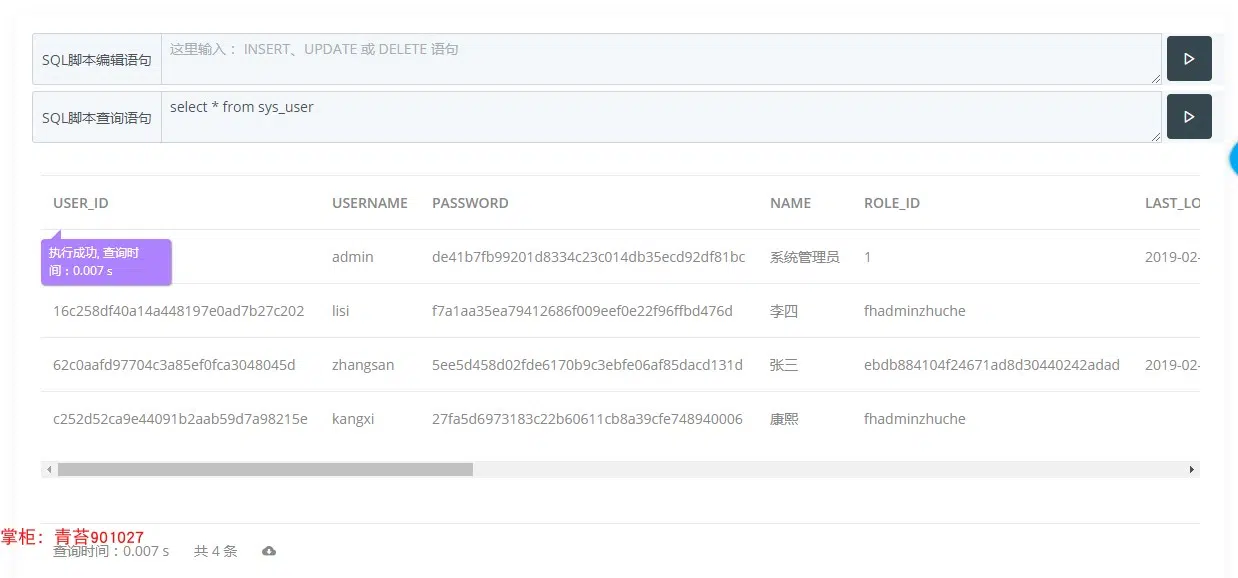 SQL脚本编辑语句
这里输入： INSERT、UPDATE 或 DELETE 语句
SQL脚本查询语句
select * from sys_user
USER_ID USERNAME PASSWORD NAME ROLE_ID LAST_LO
执行成功, 查询时
间：0.007 s
admin de41b7fb99201d8334c23c014db35ecd92df81bc 系统管理员 1 2019-02-
16c258df40a14a448197e0ad7b27c202 lisi f7a1aa35ea79412686f009eef0e22f96ffbd476d 李四 fhadminzhuche
62c0aafd97704c3a85ef0fca3048045d zhangsan 5ee5d458d02fde6170b9c3ebfe06af85dacd131d 张三 ebdb884104f24671ad8d30440242adad 2019-02-
c252d52ca9e44091b2aab59d7a98215e kangxi 27fa5d6973183c22b60611cb8a39cfe748940006 康熙 fhadminzhuche
掌柜：青苔901027
查询时间：0.007 s 共 4 条